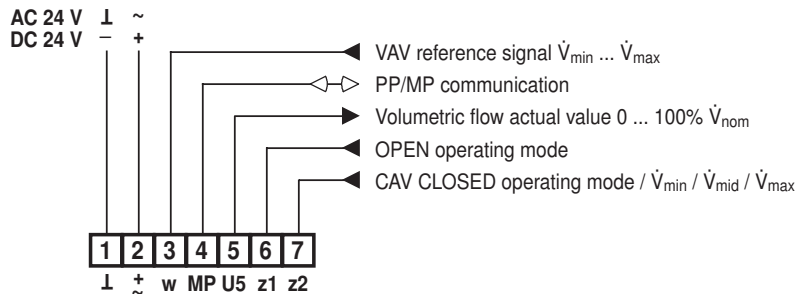 AC 24 V ⊥ ~
DC 24 V – +
VAV reference signal V̇min ... V̇max
PP/MP communication
Volumetric flow actual value 0 ... 100% V̇nom
OPEN operating mode
CAV CLOSED operating mode / V̇min / V̇mid / V̇max
1 2 3 4 5 6 7
⊥ +~ w MP U5 z1 z2